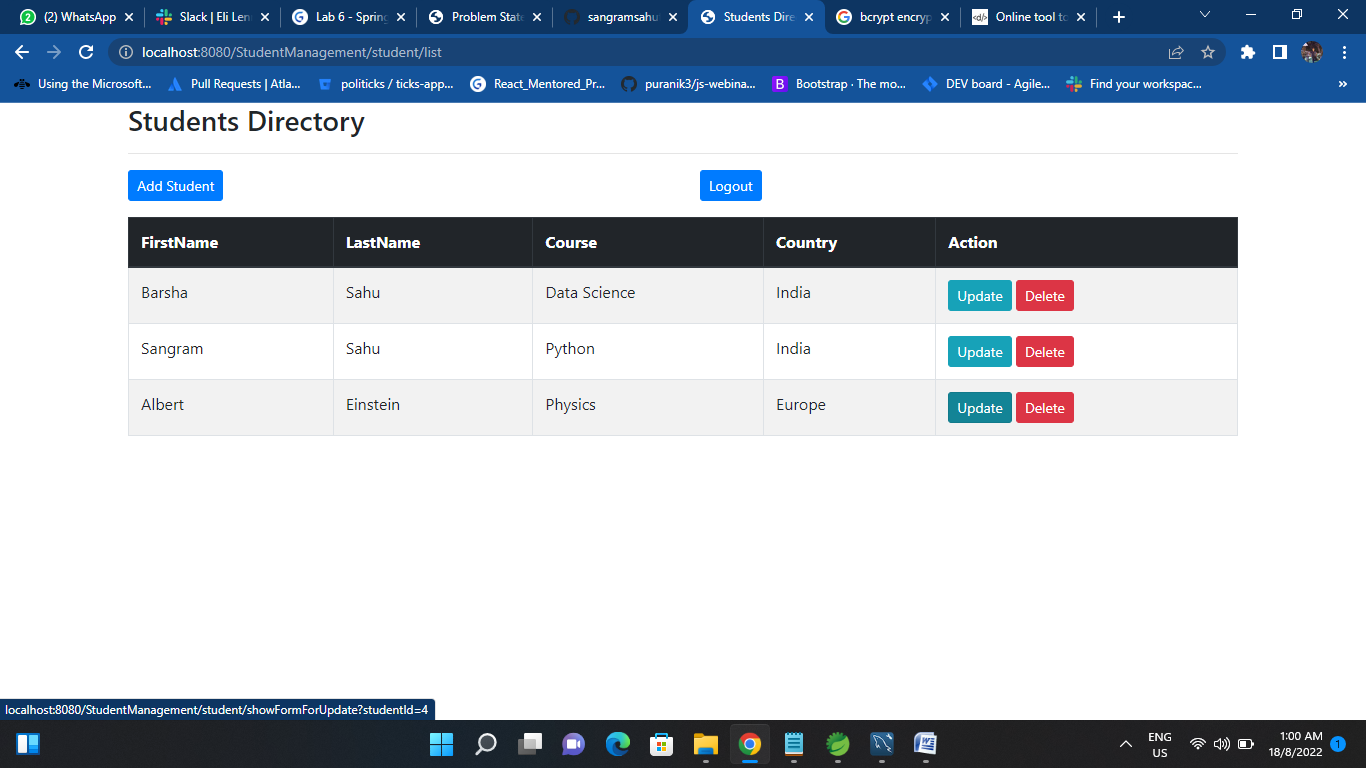 (2) WhatsApp
Slack | Eli Len
Lab 6 - Spring
Problem State
sangramsahu
Students Dire
bcrypt encryp
Online tool to
localhost:8080/StudentManagement/student/list
Using the Microsoft...
Pull Requests | Atla...
politicks / ticks-app...
React_Mentored_Pr...
puranik3/js-webina...
Bootstrap · The mo...
DEV board - Agile...
Find your workspac...
»
Students Directory
Add Student Logout
FirstName LastName Course Country Action
Barsha Sahu Data Science India Update Delete
Sangram Sahu Python India Update Delete
Albert Einstein Physics Europe Update Delete
localhost:8080/StudentManagement/student/showFormForUpdate?studentId=4
ENG
US
1:00 AM
18/8/2022
1